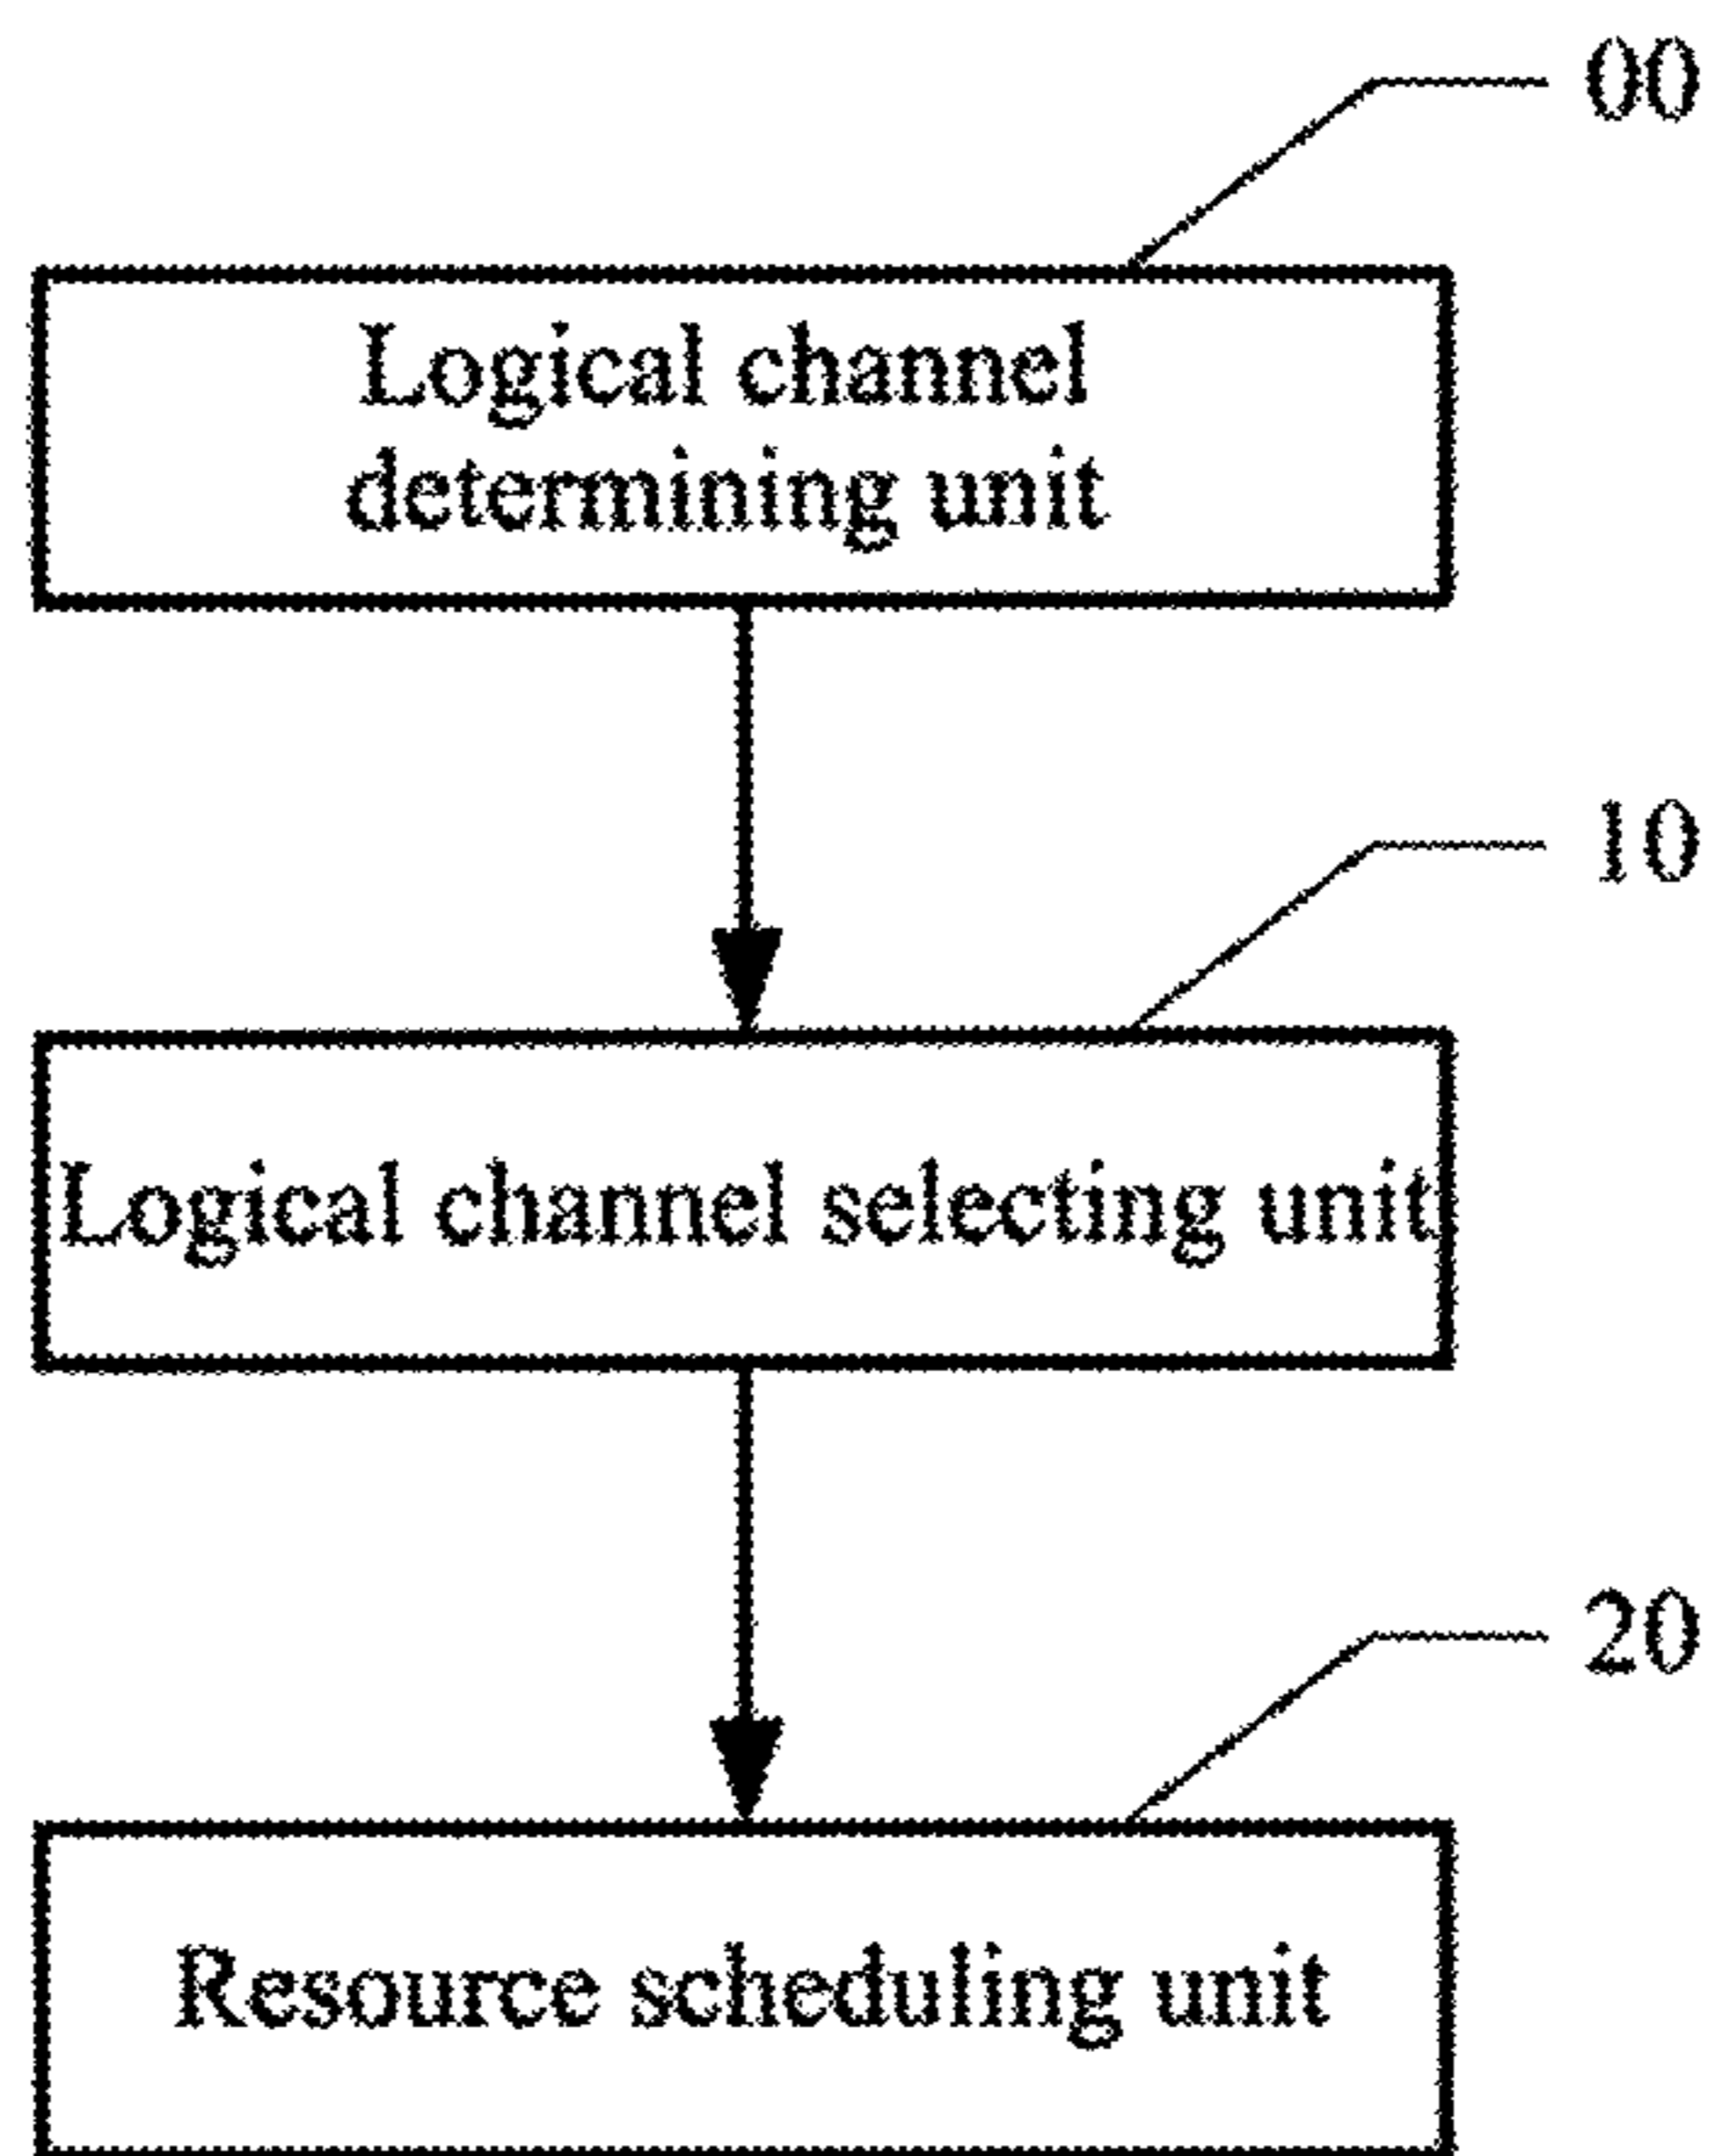 00
Logical channel
determining unit
10
Logical channel selecting unit
20
Resource scheduling unit